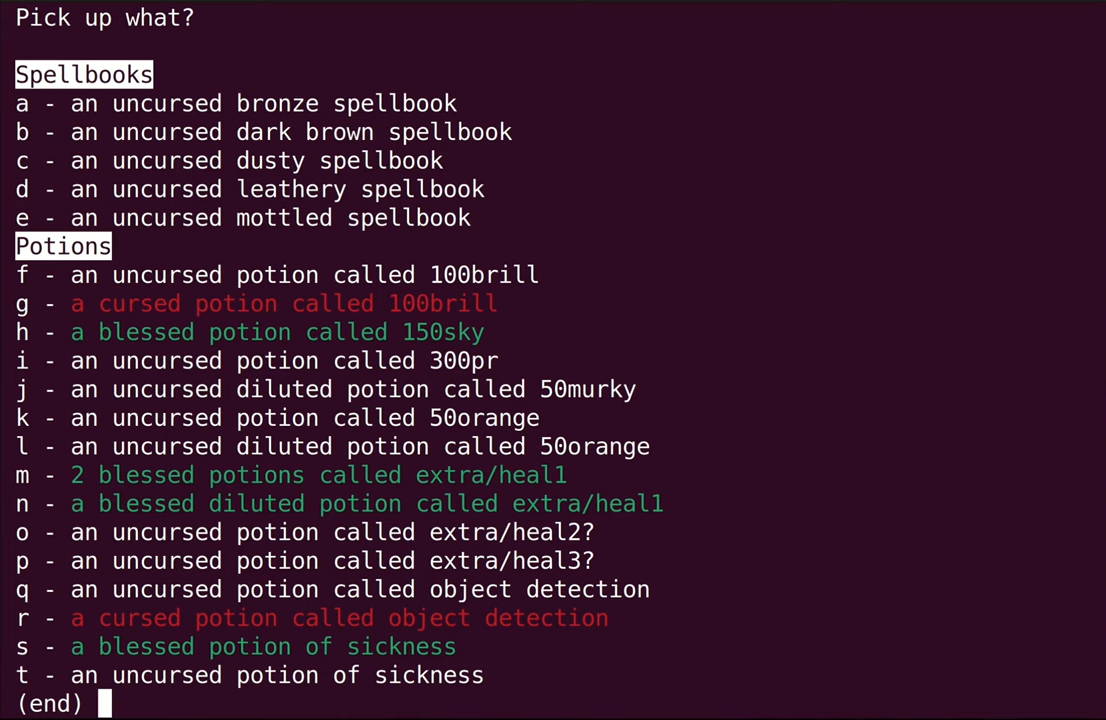 Pick up what?
Spellbooks
a - an uncursed bronze spellbook
b - an uncursed dark brown spellbook
c - an uncursed dusty spellbook
d - an uncursed leathery spellbook
e - an uncursed mottled spellbook
Potions
f - an uncursed potion called 100brill
g - a cursed potion called 100brill
h - a blessed potion called 150sky
i - an uncursed potion called 300pr
j - an uncursed diluted potion called 50murky
k - an uncursed potion called 50orange
l - an uncursed diluted potion called 50orange
m - 2 blessed potions called extra/heal1
n - a blessed diluted potion called extra/heal1
o - an uncursed potion called extra/heal2?
p - an uncursed potion called extra/heal3?
q - an uncursed potion called object detection
r - a cursed potion called object detection
s - a blessed potion of sickness
t - an uncursed potion of sickness
(end)